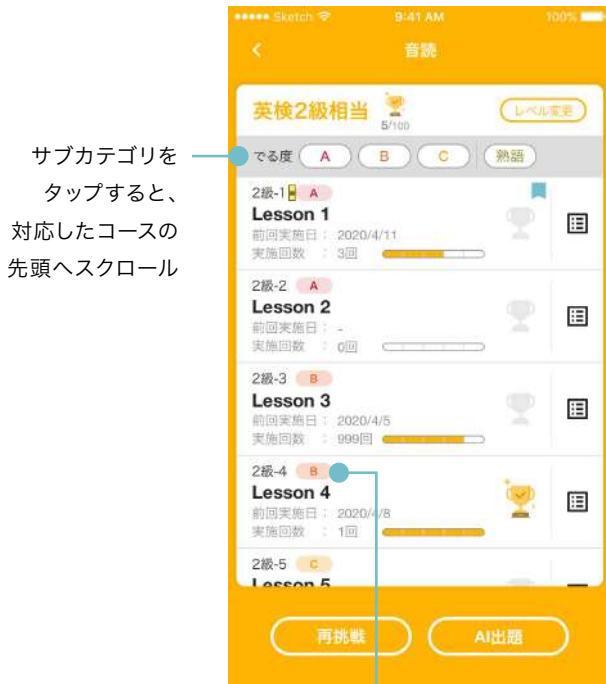 Sketch
9:41 AM
100%
音読
英検2級相当
5/100
レベル変更
サブカテゴリを
タップすると、
対応したコースの
先頭へスクロール
でる度 A B C 熟語
2級-1 A
Lesson 1
前回実施日： 2020/4/11
実施回数 ： 3回
2級-2 A
Lesson 2
前回実施日： -
実施回数 ： 0回
2級-3 B
Lesson 3
前回実施日： 2020/4/5
実施回数 ： 999回
2級-4 B
Lesson 4
前回実施日： 2020/4/8
実施回数 ： 1回
2級-5 C
Lesson 5
再挑戦
AI出題